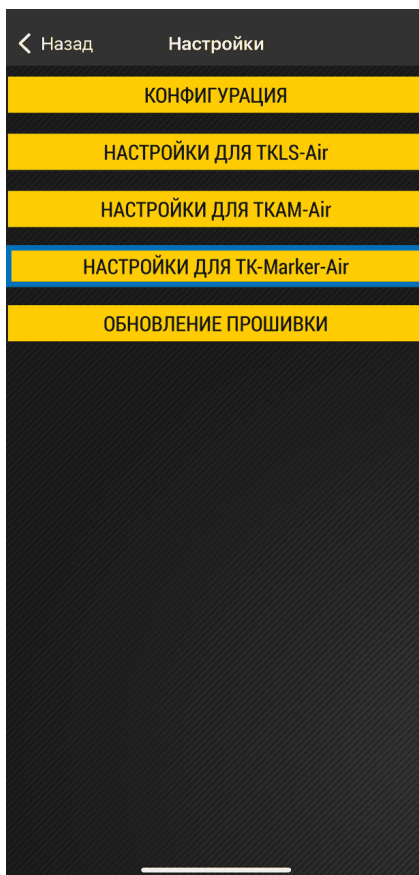 Назад
Настройки
КОНФИГУРАЦИЯ
НАСТРОЙКИ ДЛЯ TKLS-Air
НАСТРОЙКИ ДЛЯ TKAM-Air
НАСТРОЙКИ ДЛЯ TK-Marker-Air
ОБНОВЛЕНИЕ ПРОШИВКИ